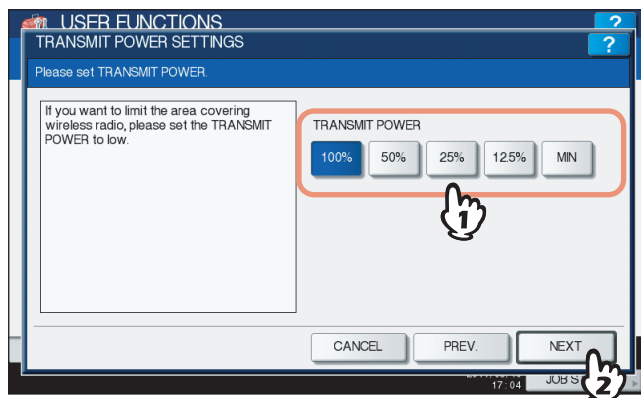 USER FUNCTIONS
?
TRANSMIT POWER SETTINGS
?
Please set TRANSMIT POWER.
If you want to limit the area covering
wireless radio, please set the TRANSMIT
POWER to low.
TRANSMIT POWER
100% 50% 25% 12.5% MIN
1
CANCEL PREV. NEXT
2
17:04
JOB S